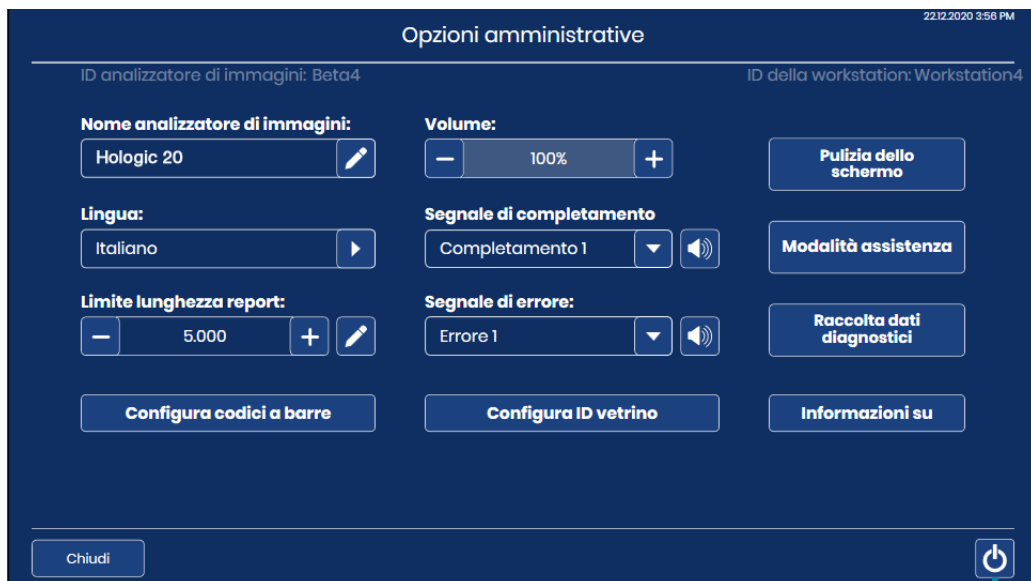 22.12.2020 3:56 PM
Opzioni amministrative
ID analizzatore di immagini: Beta4
ID della workstation: Workstation4
Nome analizzatore di immagini:
Hologic 20
Volume:
100%
Pulizia dello
schermo
Lingua:
Italiano
Segnale di completamento
Completamento 1
Modalità assistenza
Limite lunghezza report:
5.000
Segnale di errore:
Errore 1
Raccolta dati
diagnostici
Configura codici a barre
Configura ID vetrino
Informazioni su
Chiudi